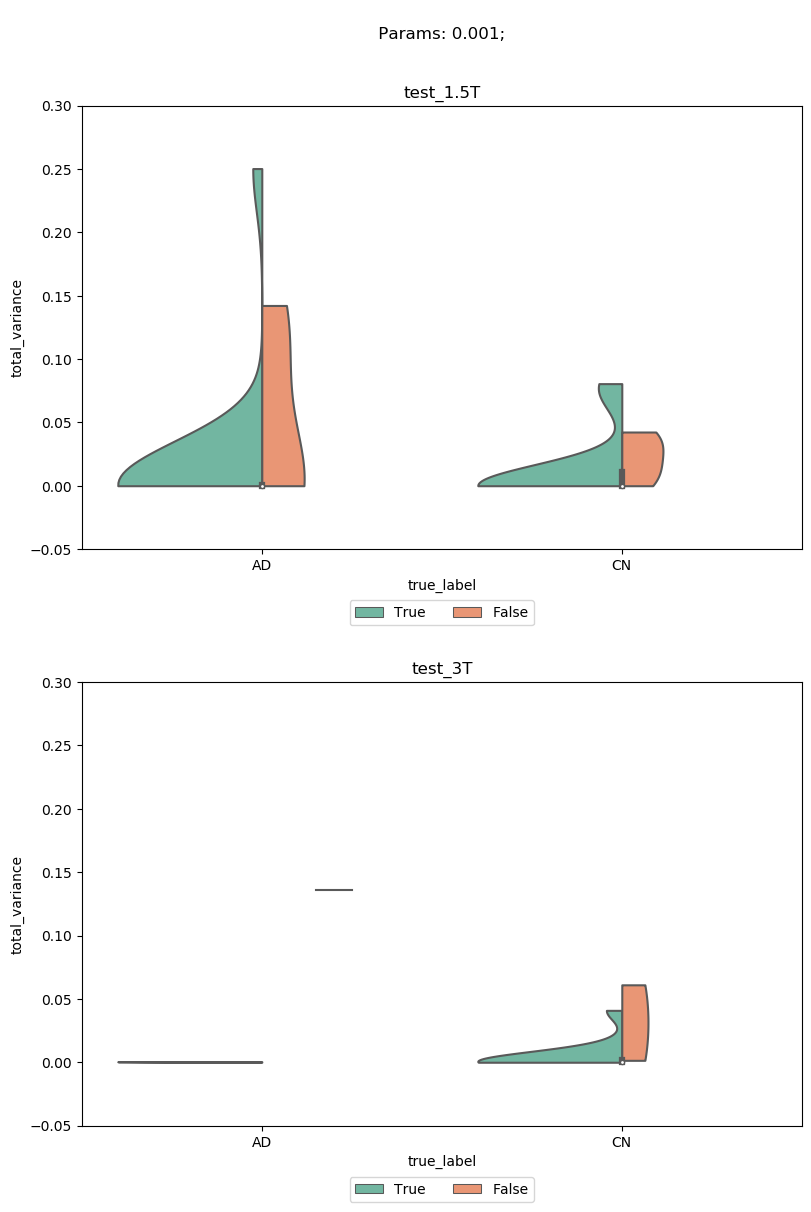 Params: 0.001;
test_1.5T
0.30
0.25
0.20
0.15
0.10
0.05
0.00
−0.05
total_variance
AD CN
true_label
True False
test_3T
0.30
0.25
0.20
0.15
0.10
0.05
0.00
−0.05
total_variance
AD CN
true_label
True False